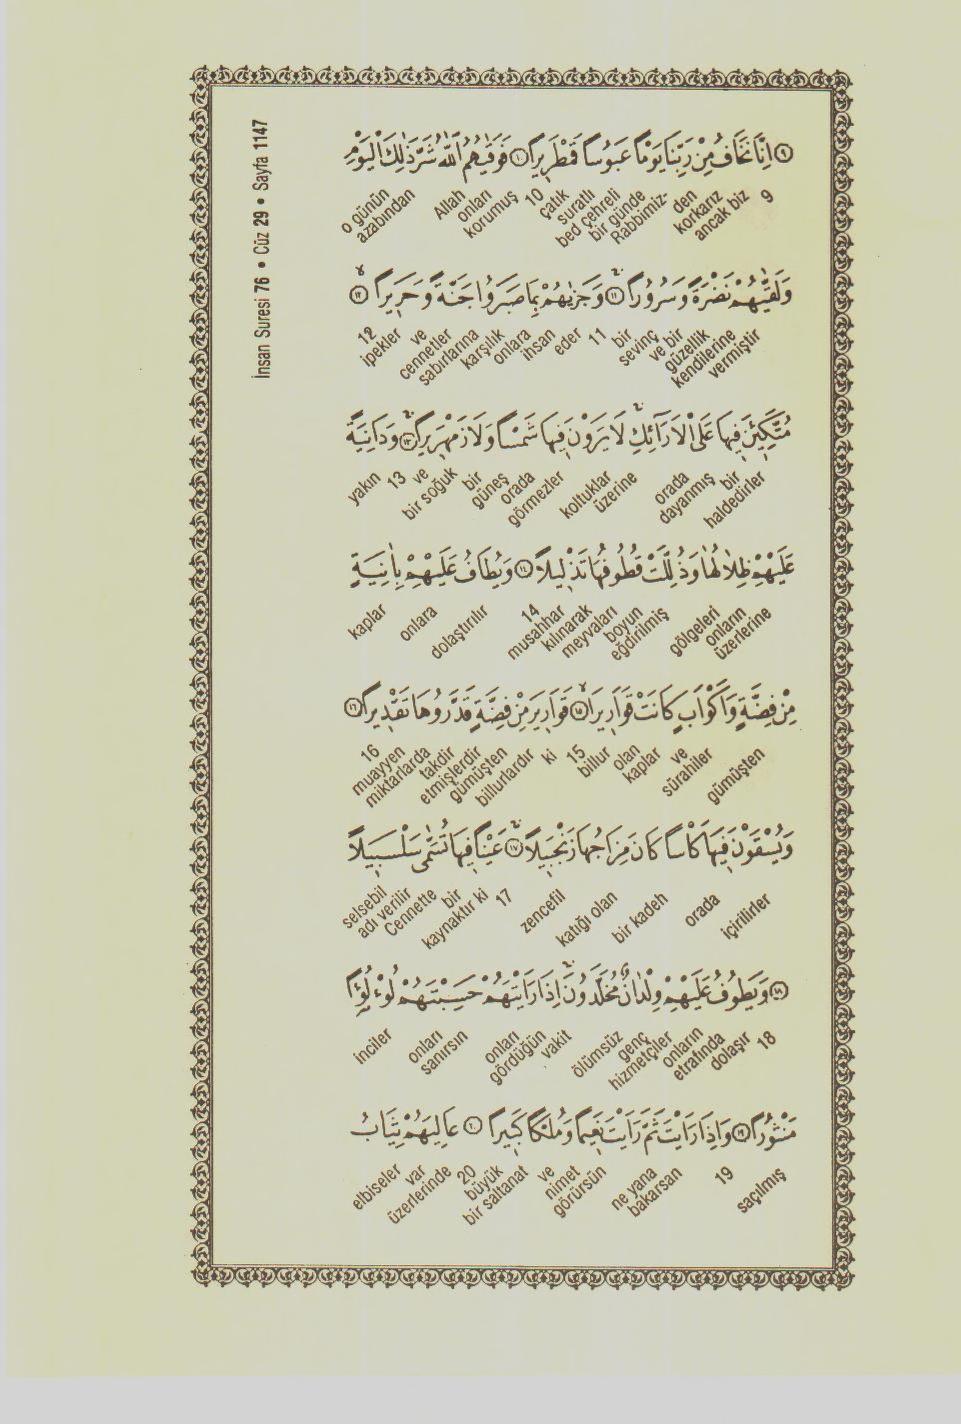 İnsan Suresi 76 • Cüz 29 • Sayfa 1147
﴿٩﴾ اِنَّا نَخَافُ مِنْ رَبِّنَا يَوْمًا عَبُوسًا قَمْطَرٖيرًا ﴿١٠﴾ فَوَقٰيهُمُ اللّٰهُ شَرَّ ذٰلِكَ الْيَوْمِ
9 ancak biz korkarız den Rabbimiz- bir günde bed çehreli suratlı çatık 10 korumuş onları Allah azabından o günün
وَلَقّٰيهُمْ نَضْرَةً وَسُرُورًا ﴿١١﴾ وَجَزٰيهُمْ بِمَا صَبَرُوا جَنَّةً وَحَرٖيرًا ﴿١٢﴾
vermiştir kendilerine güzellik ve bir sevinç bir 11 eder ihsan onlara karşılık sabırlarına cennetler ve ipekler 12
مُتَّكِـٖٔينَ فٖيهَا عَلَى الْاَرَٓائِكِ لَا يَرَوْنَ فٖيهَا شَمْسًا وَلَا زَمْهَرٖيرًا ﴿١٣﴾ وَدَانِيَةً
haldedirler bir dayanmış orada üzerine koltuklar görmezler orada güneş bir bir soğuk ve 13 yakın
عَلَيْهِمْ ظِلَالُهَا وَذُلِّلَتْ قُطُوفُهَا تَذْلٖيلًا ﴿١٤﴾ وَيُطَافُ عَلَيْهِمْ بِاٰنِيَةٍ
üzerlerine onların gölgeleri eğdirilmiş boyun meyvaları kılınarak musahhar 14 dolaştırılır onlara kaplar
مِنْ فِضَّةٍ وَاَكْوَابٍ كَانَتْ قَوَارٖيرَا ﴿١٥﴾ قَوَارٖيرَ مِنْ فِضَّةٍ قَدَّرُوهَا تَقْدٖيرًا ﴿١٦﴾
gümüşten sürahiler ve kaplar olan billur 15 ki billurlardır gümüşten etmişlerdir takdir miktarlarda muayyen 16
وَيُسْقَوْنَ فٖيهَا كَاْسًا كَانَ مِزَاجُهَا زَنْجَبٖيلًا ﴿١٧﴾ عَيْنًا فٖيهَا تُسَمّٰى سَلْسَبٖيلًا
içirilirler orada bir kadeh katığı olan zencefil 17 kaynaktır ki bir Cennette adı verilir selsebil
﴿١٨﴾ وَيَطُوفُ عَلَيْهِمْ وِلْدَانٌ مُخَلَّدُونَ اِذَا رَاَيْتَهُمْ حَسِبْتَهُمْ لُؤْلُؤًا
18 dolaşır etrafında onların hizmetçiler genç ölümsüz vakit gördüğün onları sanırsın onları inciler
مَنْثُورًا ﴿١٩﴾ وَاِذَا رَاَيْتَ ثَمَّ رَاَيْتَ نَعٖيمًا وَمُلْكًا كَبٖيرًا ﴿٢٠﴾ عَالِيَهُمْ ثِيَابُ
saçılmış 19 bakarsan ne yana görürsün nimet ve bir saltanat büyük 20 üzerlerinde var elbiseler